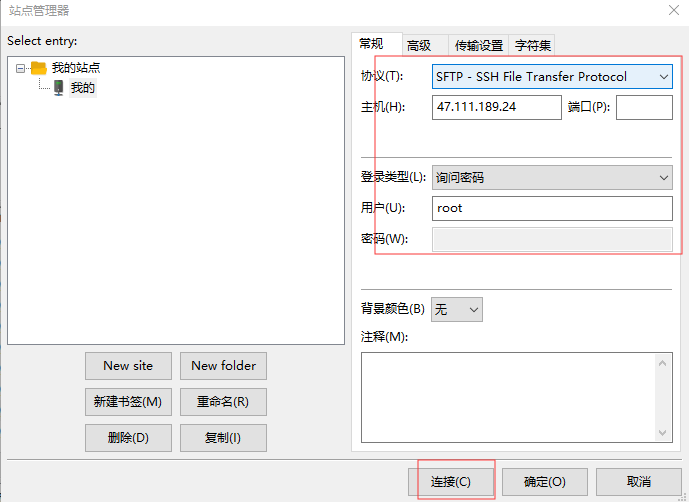 站点管理器
Select entry:
我的站点
我的
New site
New folder
新建书签(M)
重命名(R)
删除(D)
复制(I)
常规
高级
传输设置
字符集
协议(T):
SFTP - SSH File Transfer Protocol
主机(H):
47.111.189.24
端口(P):
登录类型(L):
询问密码
用户(U):
root
密码(W):
背景颜色(B)
无
注释(M):
连接(C)
确定(O)
取消